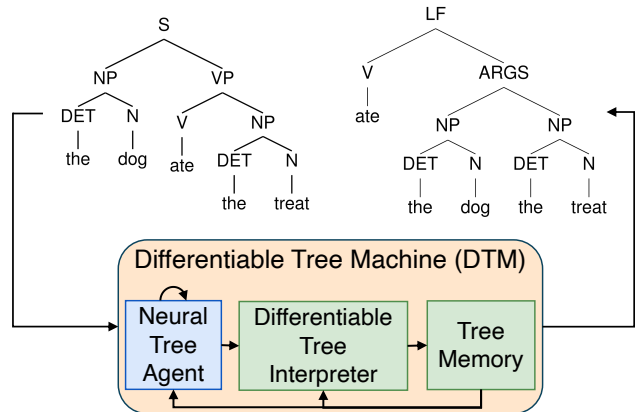 S
NP VP
DET N V NP
the dog ate DET N
the treat
LF
V ARGS
ate NP NP
DET N DET N
the dog the treat
Differentiable Tree Machine (DTM)
Neural
Tree
Agent
Differentiable
Tree
Interpreter
Tree
Memory